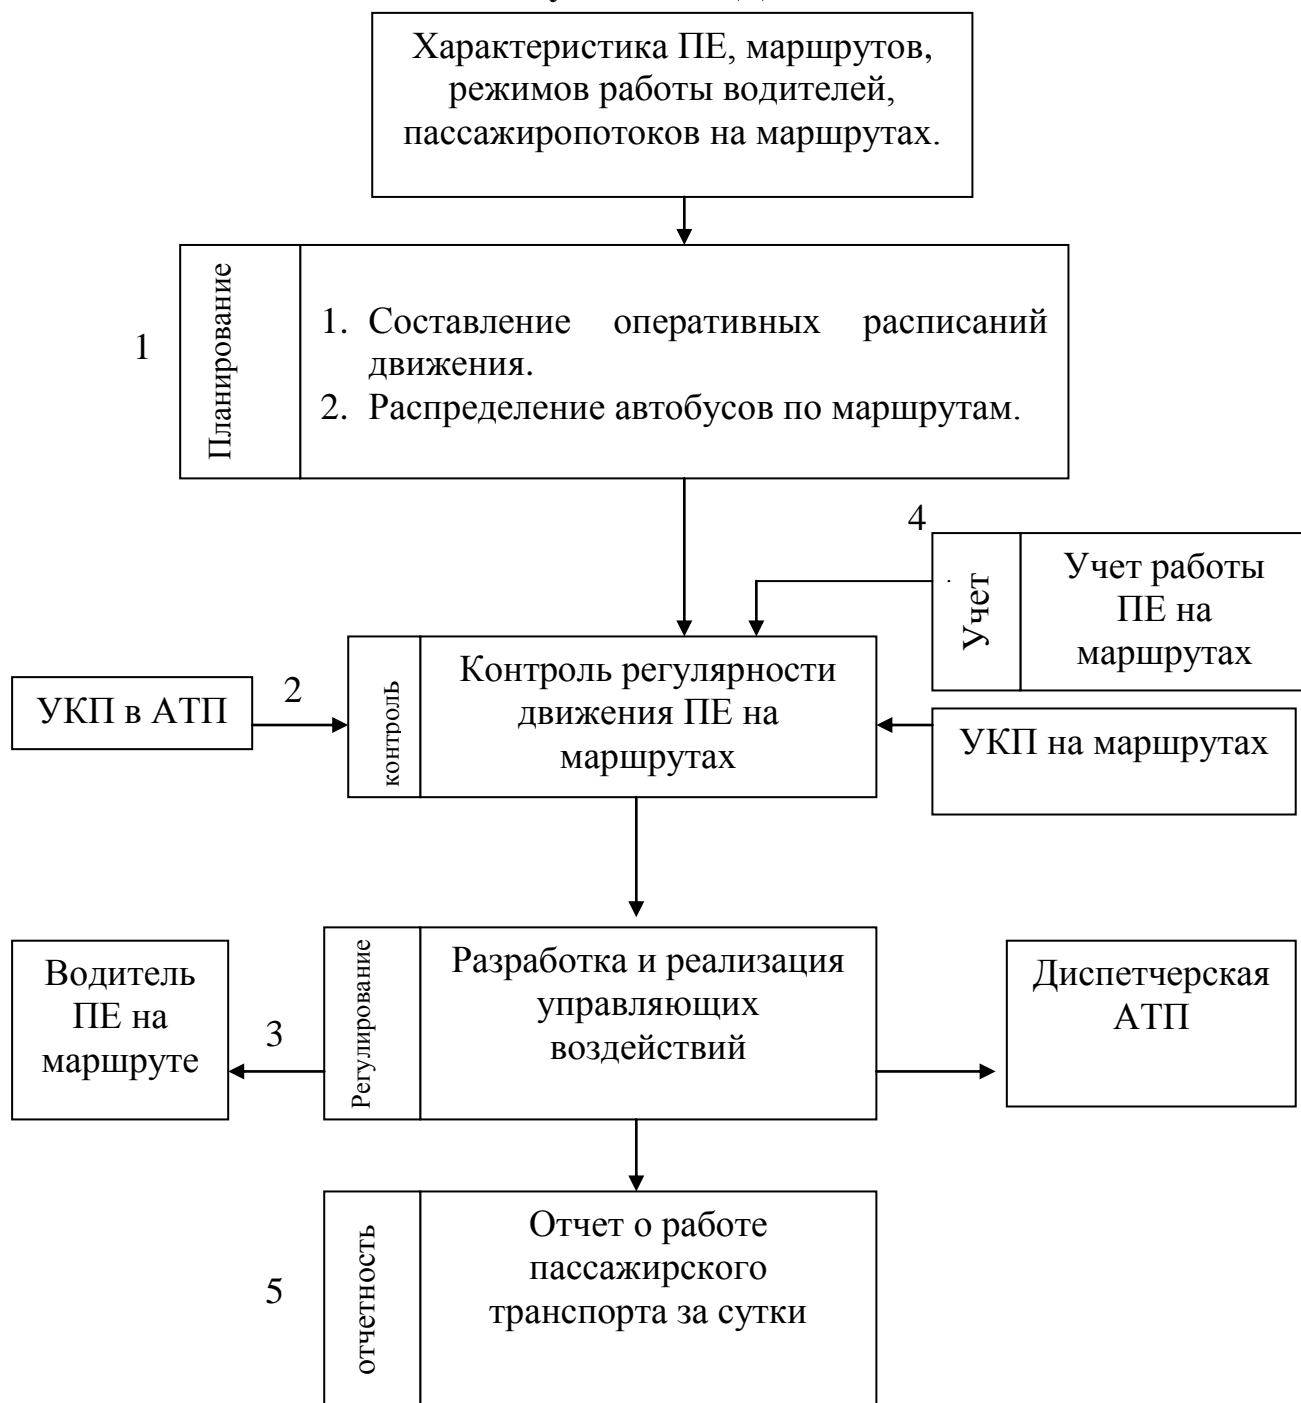 Характеристика ПЕ, маршрутов,
режимов работы водителей,
пассажиропотоков на маршрутах.
1
Планирование
1. Составление оперативных расписаний
движения.
2. Распределение автобусов по маршрутам.
4
Учет
Учет работы
ПЕ на
маршрутах
УКП в АТП
2
контроль
Контроль регулярности
движения ПЕ на
маршрутах
УКП на маршрутах
Водитель
ПЕ на
маршруте
3
Регулирование
Разработка и реализация
управляющих
воздействий
Диспетчерская
АТП
5
отчетность
Отчет о работе
пассажирского
транспорта за сутки